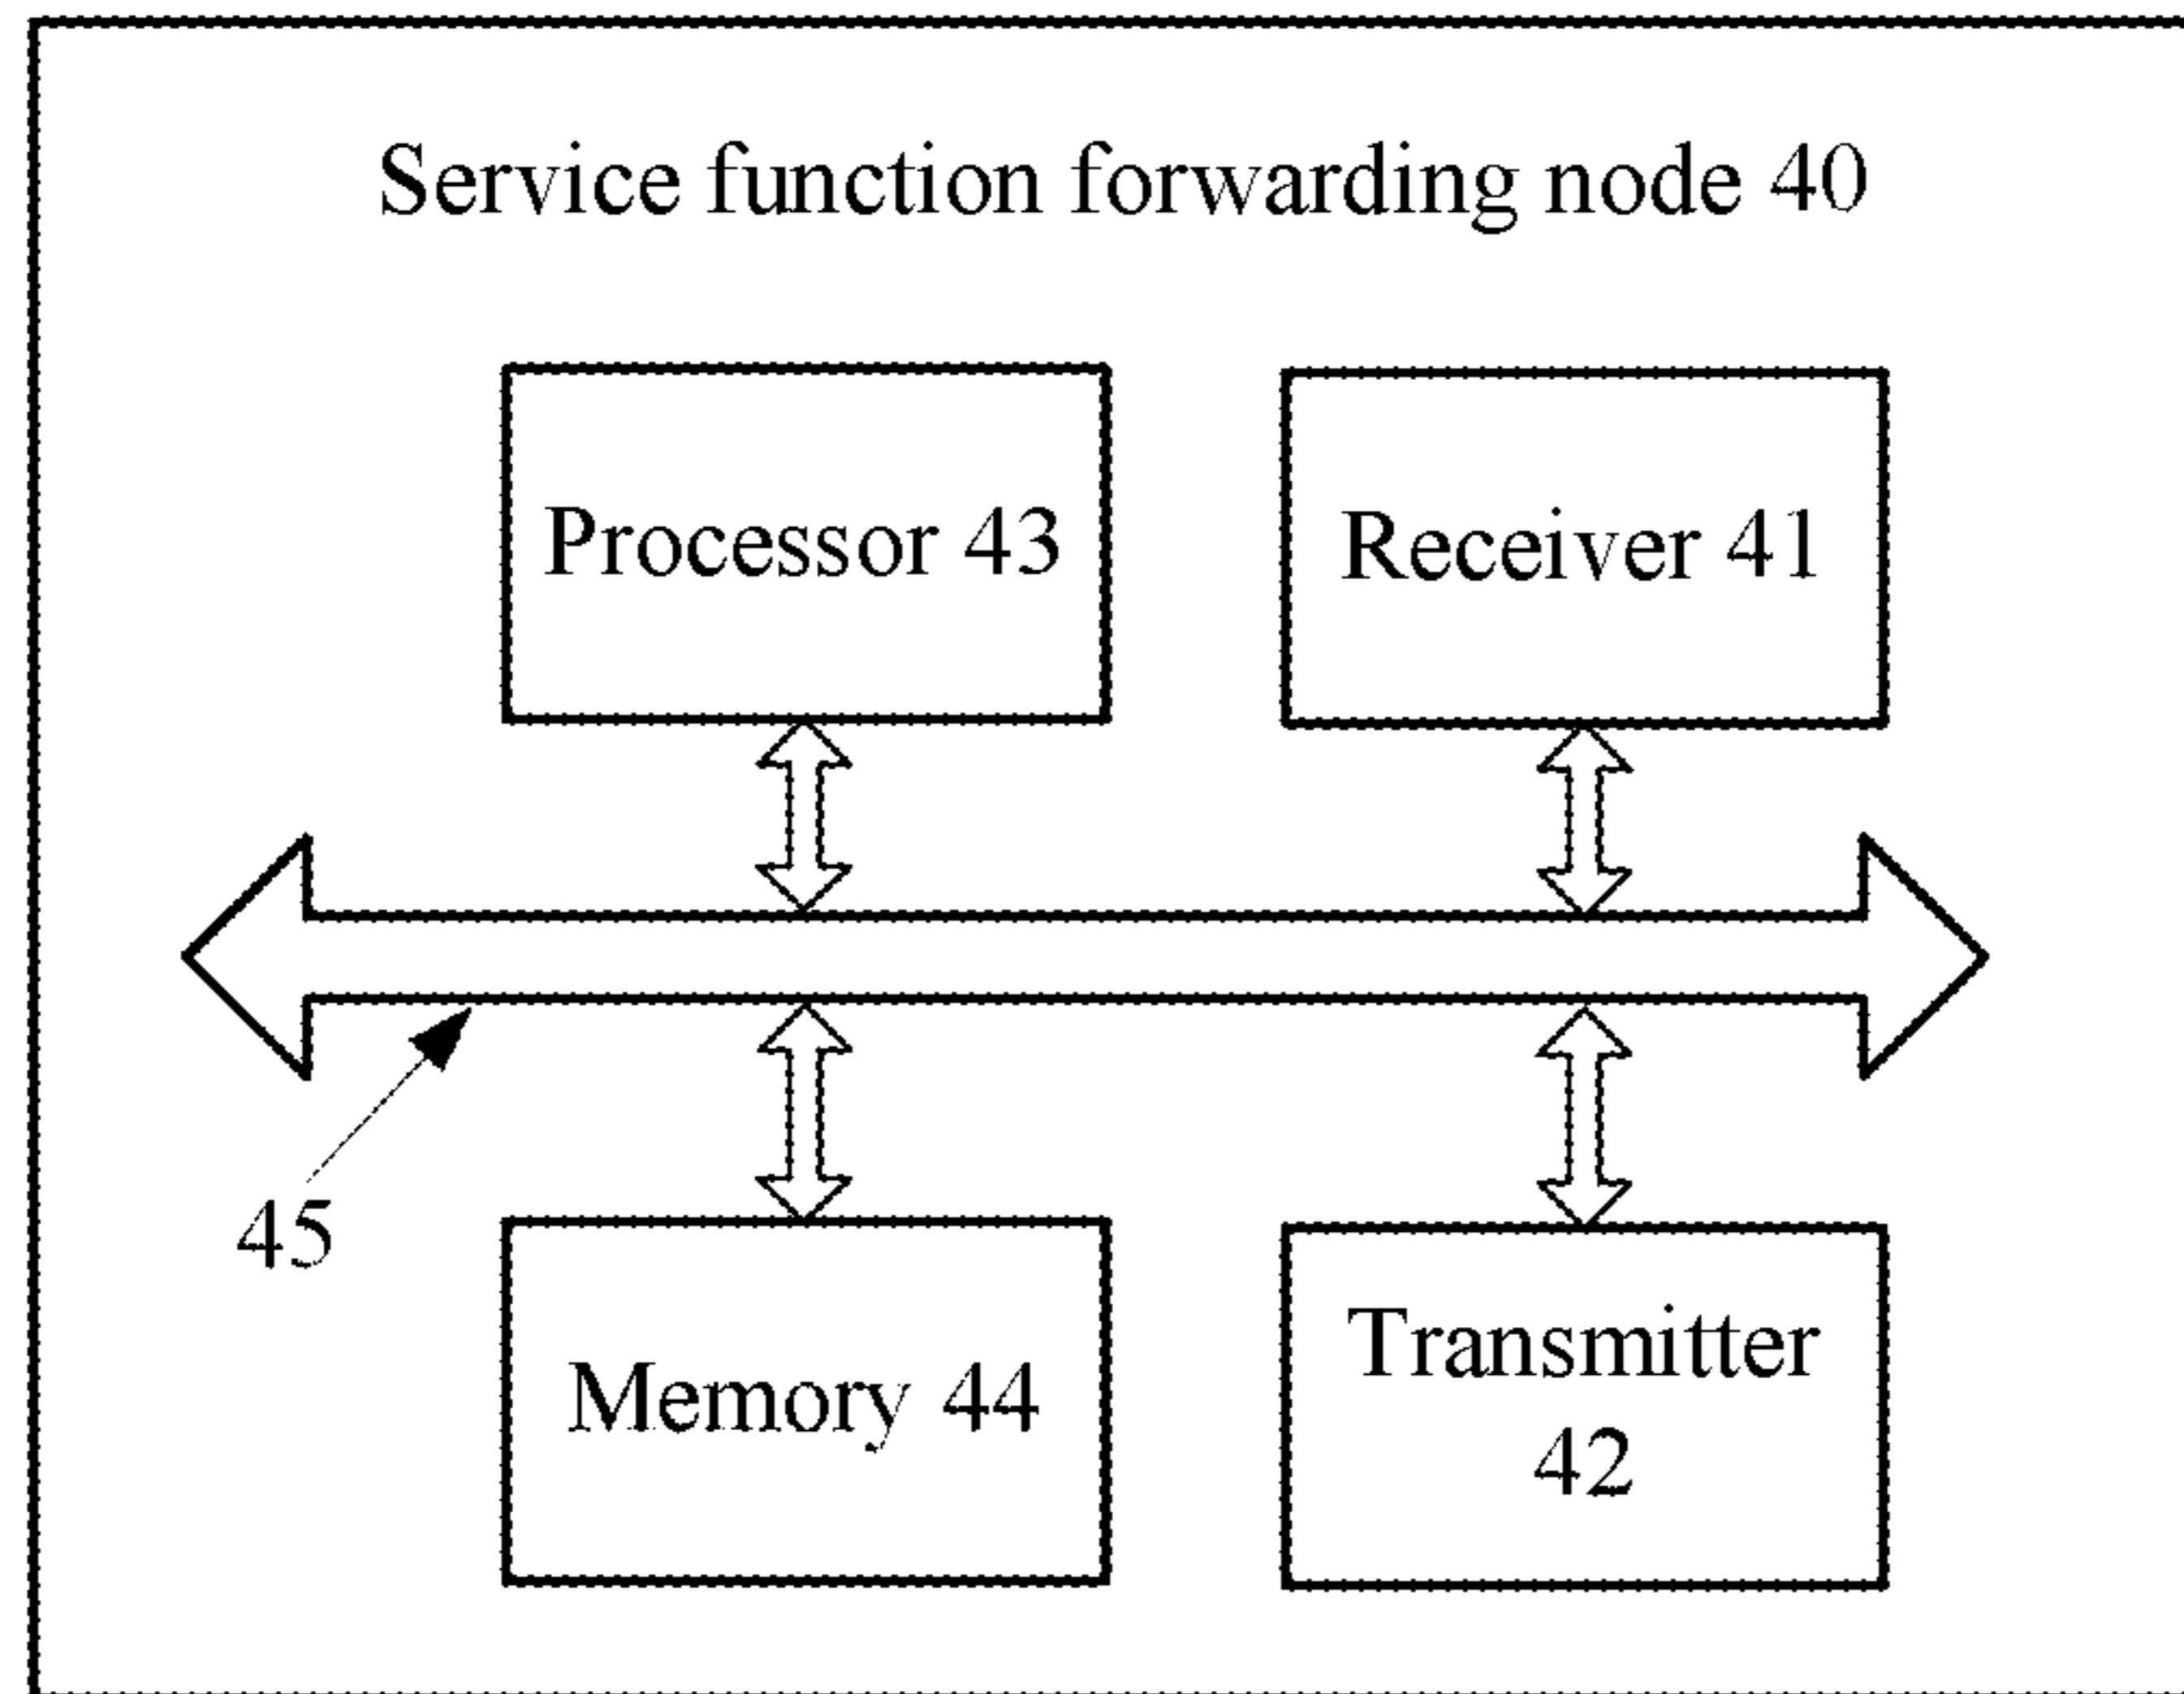 Service function forwarding node 40
Processor 43
Receiver 41
45
Memory 44
Transmitter
42